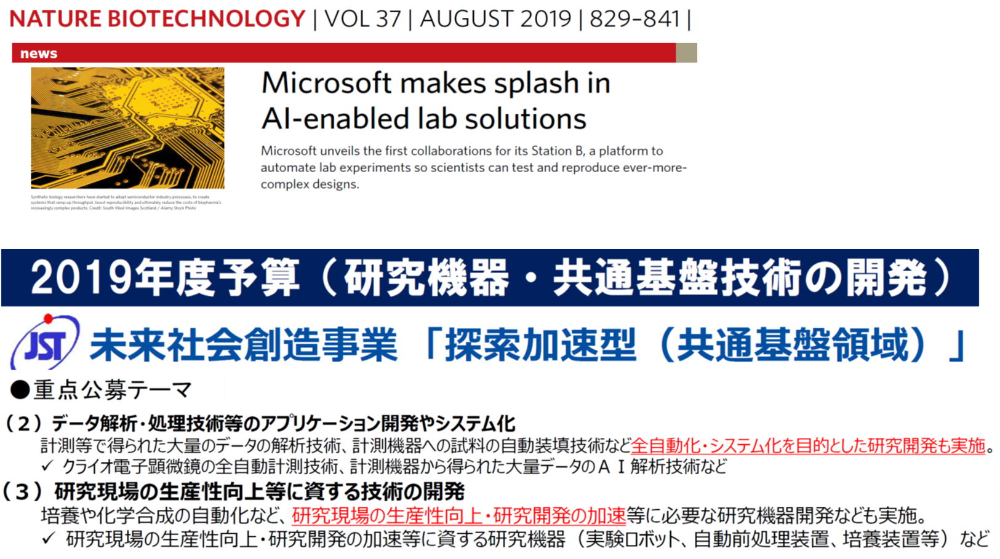 NATURE BIOTECHNOLOGY | VOL 37 | AUGUST 2019 | 829–841 |
news
Microsoft makes splash in
AI-enabled lab solutions
Microsoft unveils the first collaborations for its Station B, a platform to
automate lab experiments so scientists can test and reproduce ever-more-
complex designs.
Synthetic biology researchers have started to adopt semiconductor industry processes, to create
systems that ramp up throughput, boost reproducibility and ultimately reduce the costs of biopharma's
increasingly complex products. Credit: South West Images Scotland / Alamy Stock Photo
2019年度予算（研究機器・共通基盤技術の開発）
JST 未来社会創造事業 「探索加速型（共通基盤領域）」
●重点公募テーマ
（２）データ解析・処理技術等のアプリケーション開発やシステム化
計測等で得られた大量のデータの解析技術、計測機器への試料の自動装填技術など全自動化・システム化を目的とした研究開発も実施。
✓ クライオ電子顕微鏡の全自動計測技術、計測機器から得られた大量データのＡＩ解析技術など
（３）研究現場の生産性向上等に資する技術の開発
培養や化学合成の自動化など、研究現場の生産性向上・研究開発の加速等に必要な研究機器開発なども実施。
✓ 研究現場の生産性向上・研究開発の加速等に資する研究機器（実験ロボット、自動前処理装置、培養装置等）など